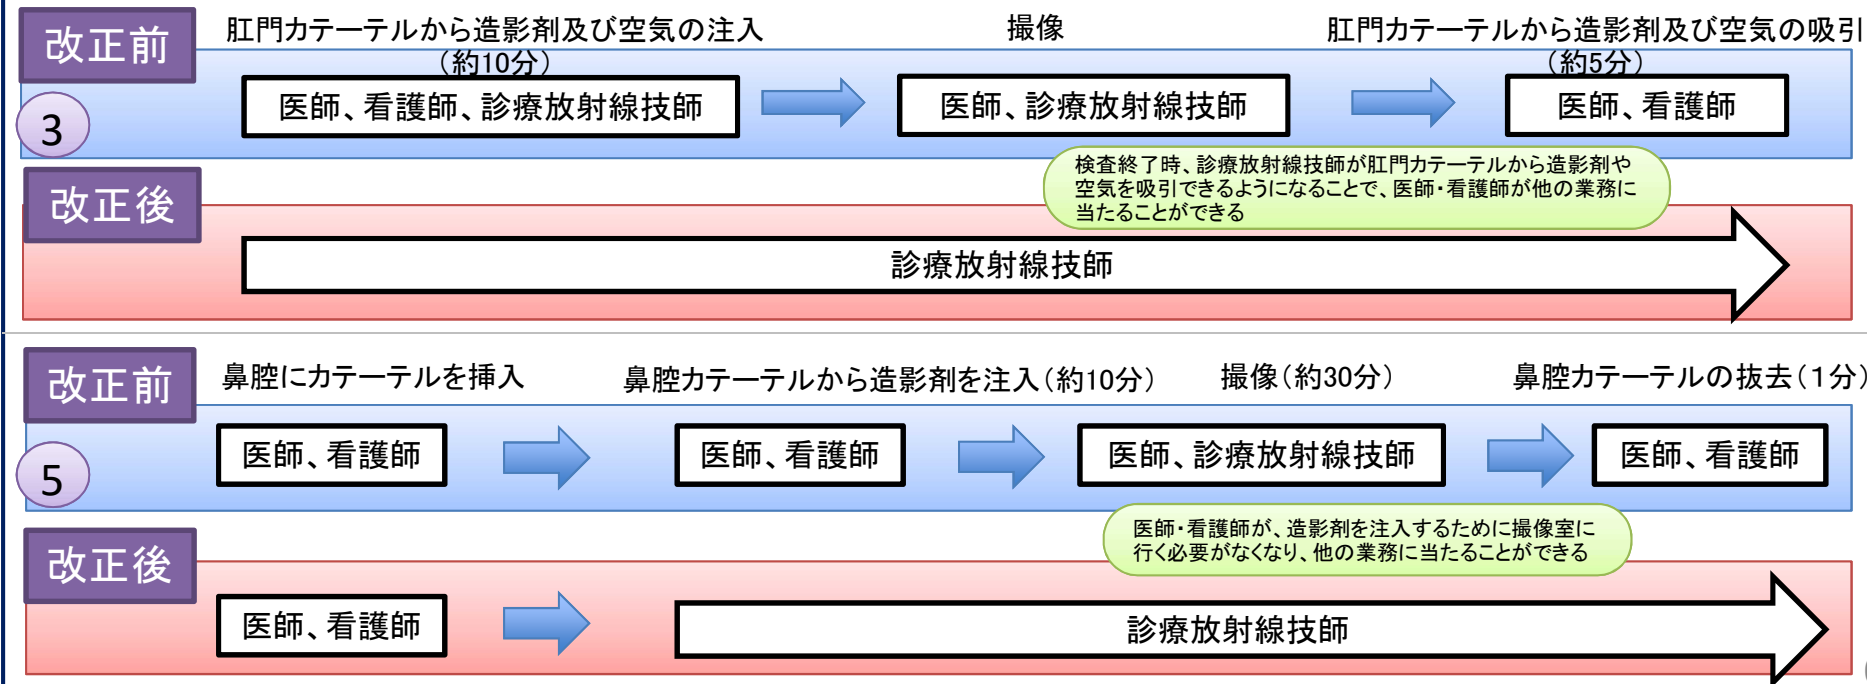 改正前
肛門カテーテルから造影剤及び空気の注入
（約10分）
撮像
肛門カテーテルから造影剤及び空気の吸引
（約5分）
3
医師、看護師、診療放射線技師
医師、診療放射線技師
医師、看護師
検査終了時、診療放射線技師が肛門カテーテルから造影剤や
空気を吸引できるようになることで、医師・看護師が他の業務に
当たることができる
改正後
診療放射線技師
改正前
鼻腔にカテーテルを挿入
鼻腔カテーテルから造影剤を注入（約10分）
撮像（約30分）
鼻腔カテーテルの抜去（１分）
5
医師、看護師
医師、看護師
医師、診療放射線技師
医師、看護師
医師・看護師が、造影剤を注入するために撮像室に
行く必要がなくなり、他の業務に当たることができる
改正後
医師、看護師
診療放射線技師